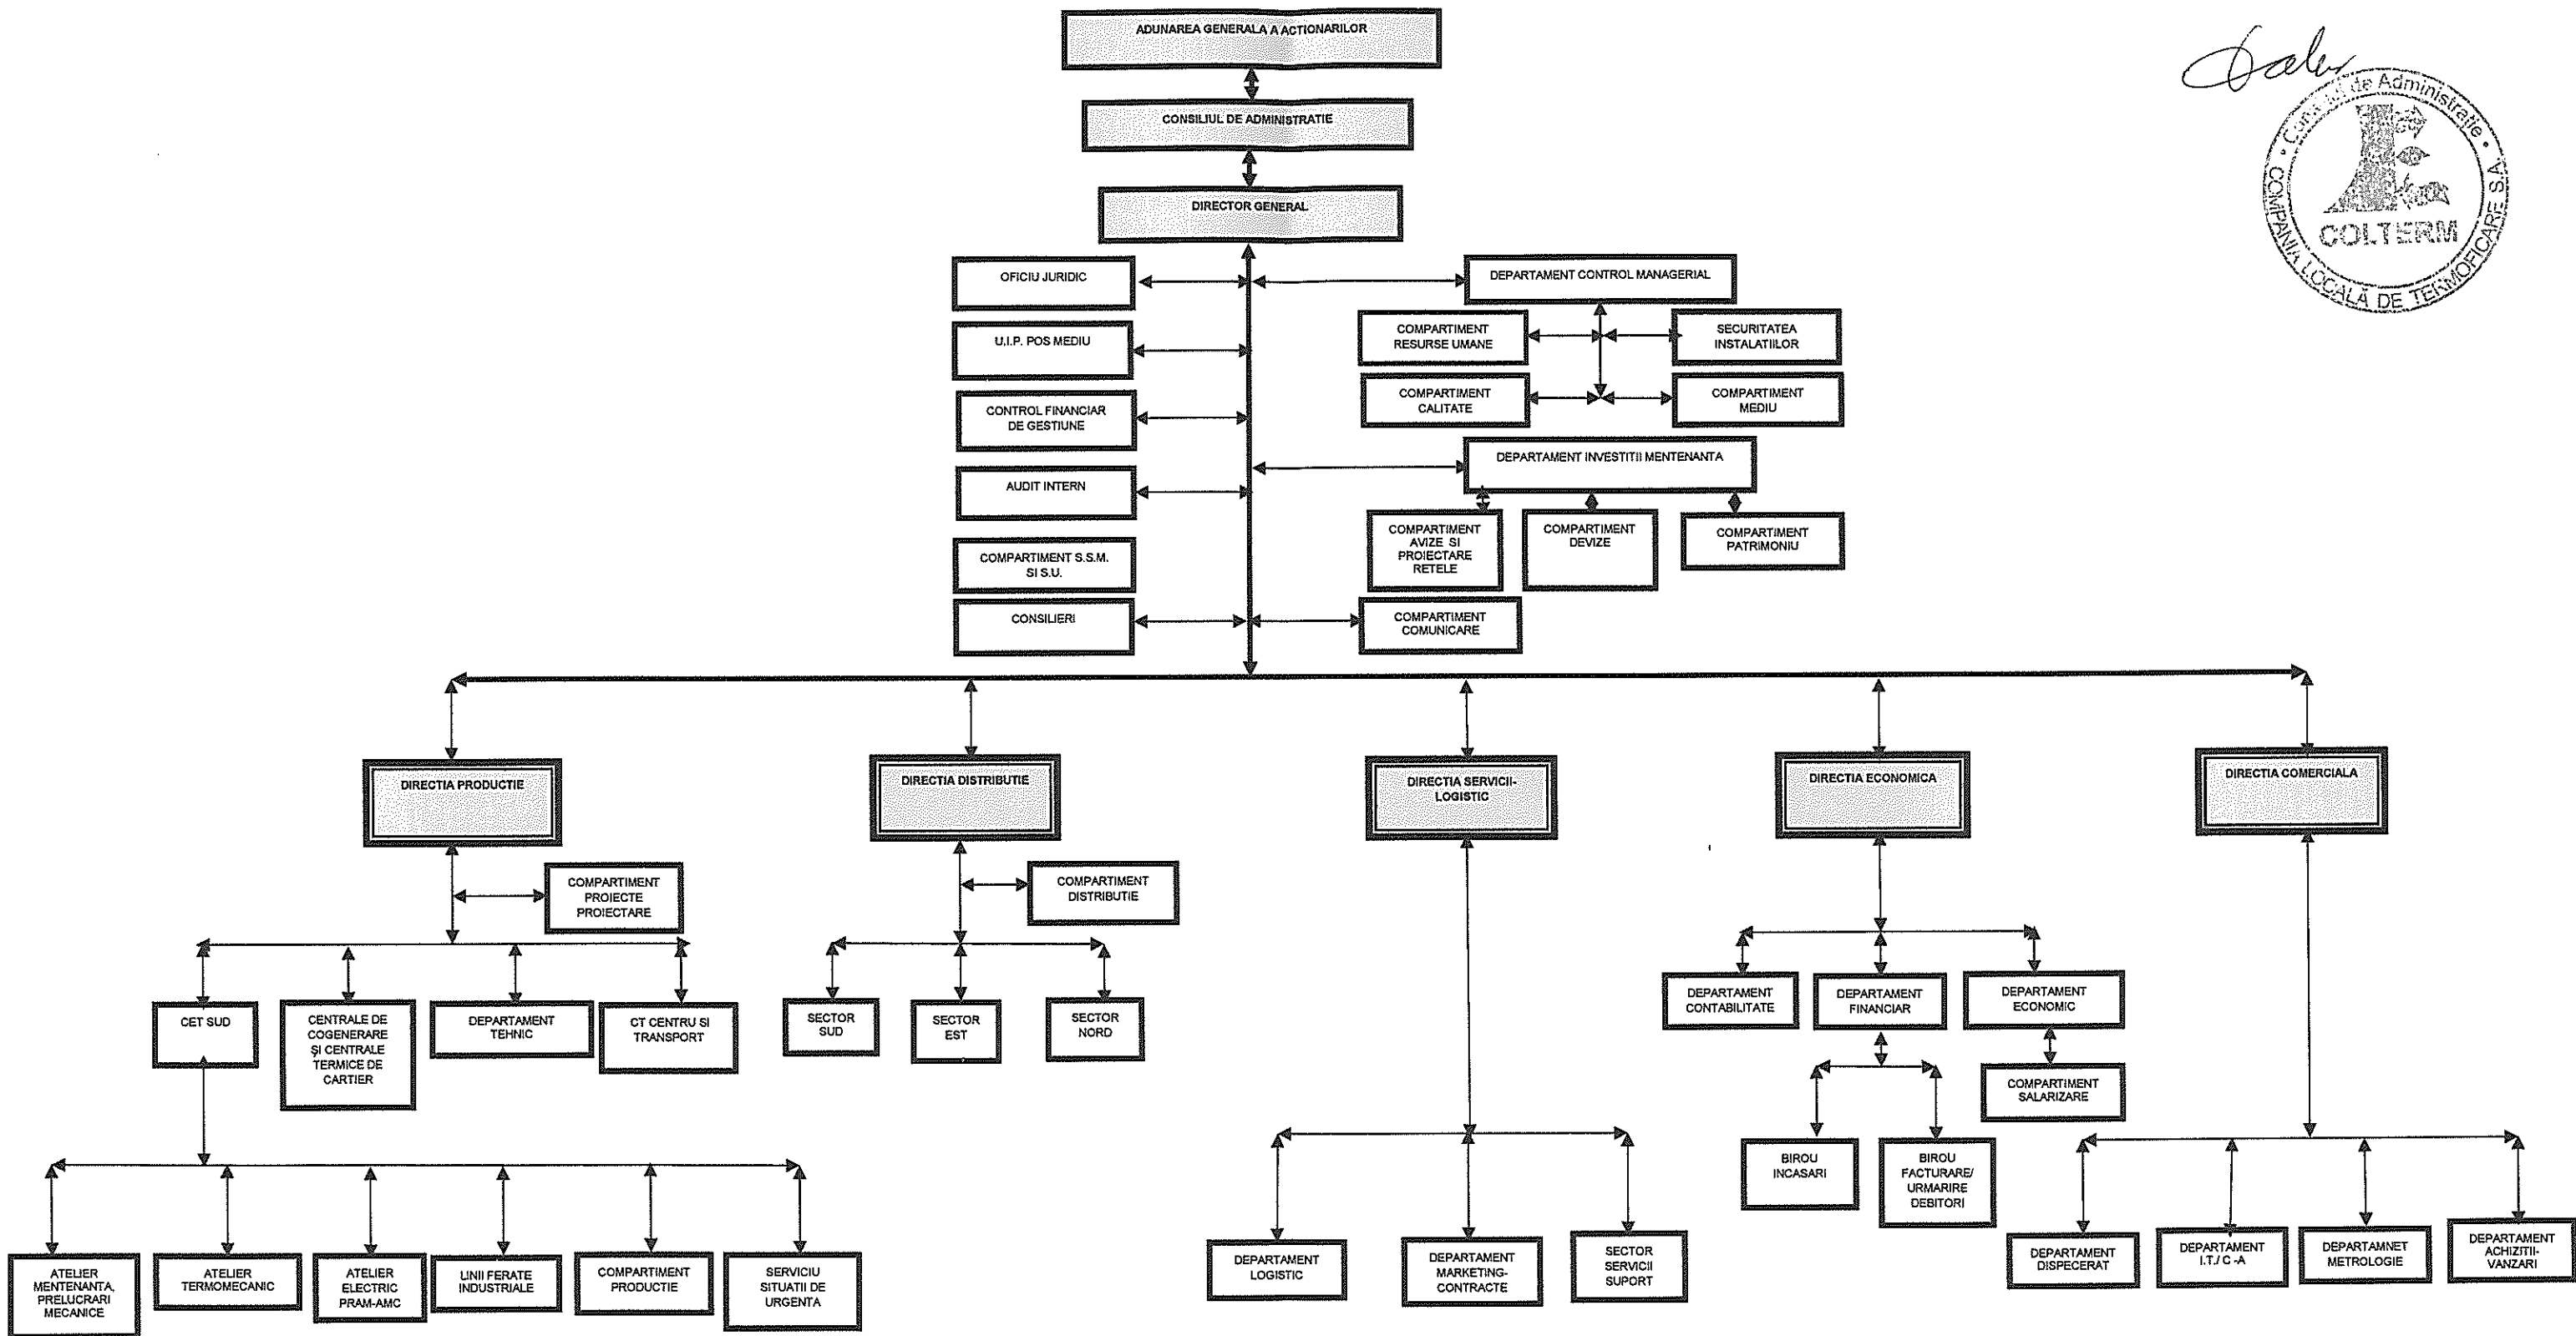 ADUNAREA GENERALA A ACTIONARILOR
CONSILIUL DE ADMINISTRATIE
DIRECTOR GENERAL
Consiliul de Administratie
COMPANIA LOCALĂ DE TERMOFICARE S.A.
COLTERM
OFICIU JURIDIC
DEPARTAMENT CONTROL MANAGERIAL
U.I.P. POS MEDIU
COMPARTIMENT
RESURSE UMANE
SECURITATEA
INSTALATIILOR
CONTROL FINANCIAR
DE GESTIUNE
COMPARTIMENT
CALITATE
COMPARTIMENT
MEDIU
AUDIT INTERN
DEPARTAMENT INVESTITII MENTENANTA
COMPARTIMENT
AVIZE SI
PROIECTARE
RETELE
COMPARTIMENT
DEVIZE
COMPARTIMENT
PATRIMONIU
COMPARTIMENT S.S.M.
SI S.U.
CONSILIERI
COMPARTIMENT
COMUNICARE
DIRECTIA PRODUCTIE
DIRECTIA DISTRIBUTIE
DIRECTIA SERVICII-
LOGISTIC
DIRECTIA ECONOMICA
DIRECTIA COMERCIALA
COMPARTIMENT
PROIECTE
PROIECTARE
COMPARTIMENT
DISTRIBUTIE
CET SUD
CENTRALE DE
COGENERARE
ŞI CENTRALE
TERMICE DE
CARTIER
DEPARTAMENT
TEHNIC
CT CENTRU SI
TRANSPORT
SECTOR
SUD
SECTOR
EST
SECTOR
NORD
DEPARTAMENT
CONTABILITATE
DEPARTAMENT
FINANCIAR
DEPARTAMENT
ECONOMIC
COMPARTIMENT
SALARIZARE
BIROU
INCASARI
BIROU
FACTURARE/
URMARIRE
DEBITORI
ATELIER
MENTENANTA,
PRELUCRARI
MECANICE
ATELIER
TERMOMECANIC
ATELIER
ELECTRIC
PRAM-AMC
LINII FERATE
INDUSTRIALE
COMPARTIMENT
PRODUCTIE
SERVICIU
SITUATII DE
URGENTA
DEPARTAMENT
LOGISTIC
DEPARTAMENT
MARKETING-
CONTRACTE
SECTOR
SERVICII
SUPORT
DEPARTAMENT
DISPECERAT
DEPARTAMENT
I.T./ C -A
DEPARTAMNET
METROLOGIE
DEPARTAMENT
ACHIZITII-
VANZARI